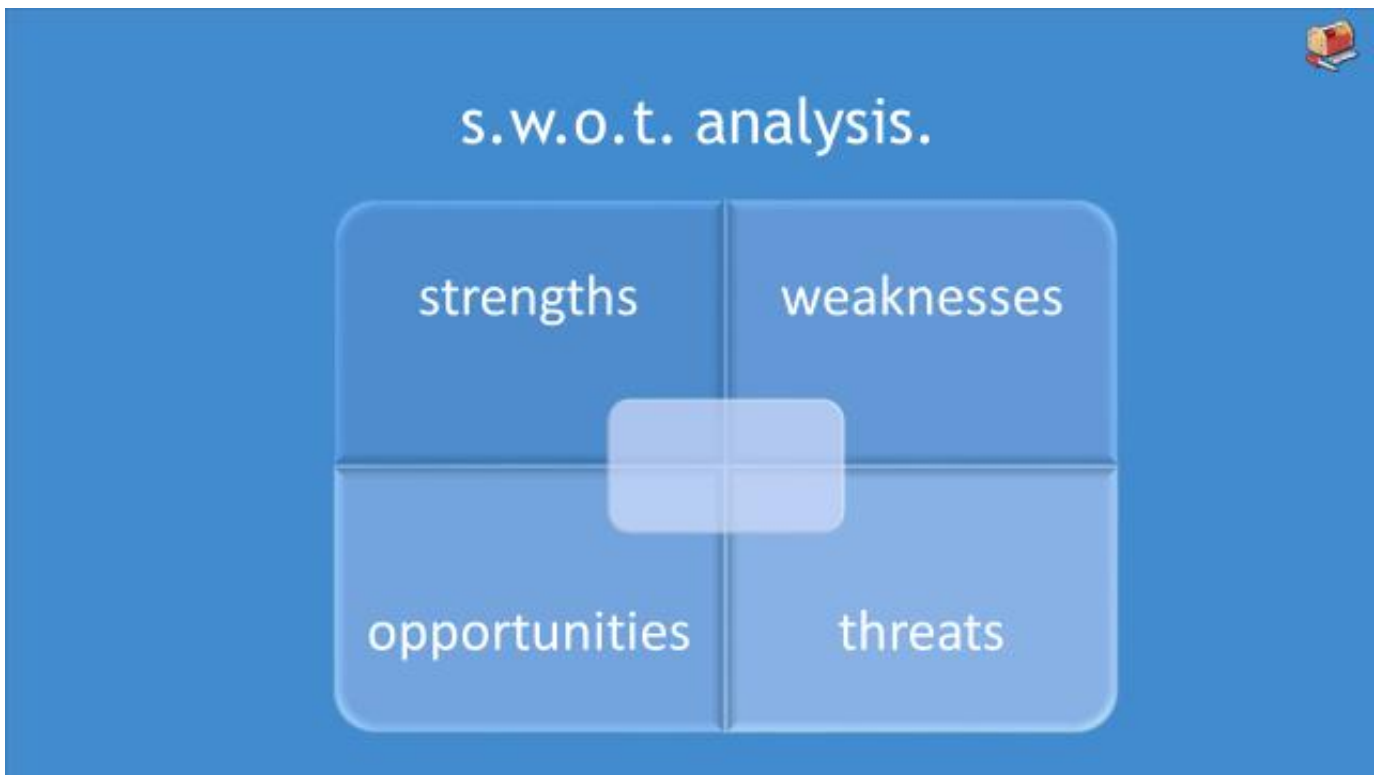 s.w.o.t. analysis.
strengths
weaknesses
opportunities
threats